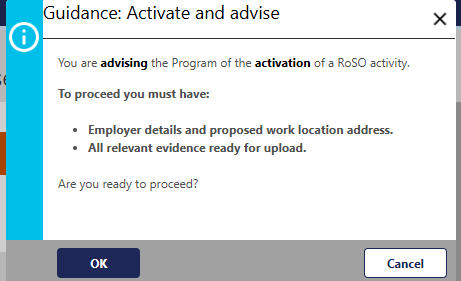 Guidance: Activate and advise
You are advising the Program of the activation of a RoSO activity.
To proceed you must have:
• Employer details and proposed work location address.
• All relevant evidence ready for upload.
Are you ready to proceed?
OK
Cancel